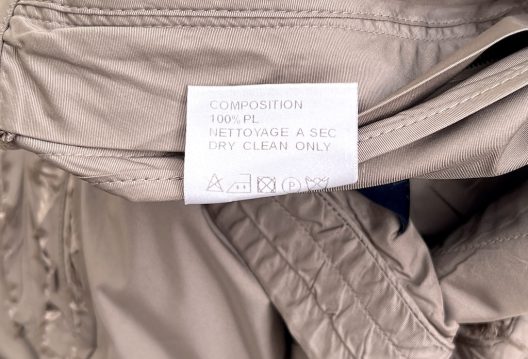 COMPOSITION
100% PL
NETTOYAGE A SEC
DRY CLEAN ONLY
P